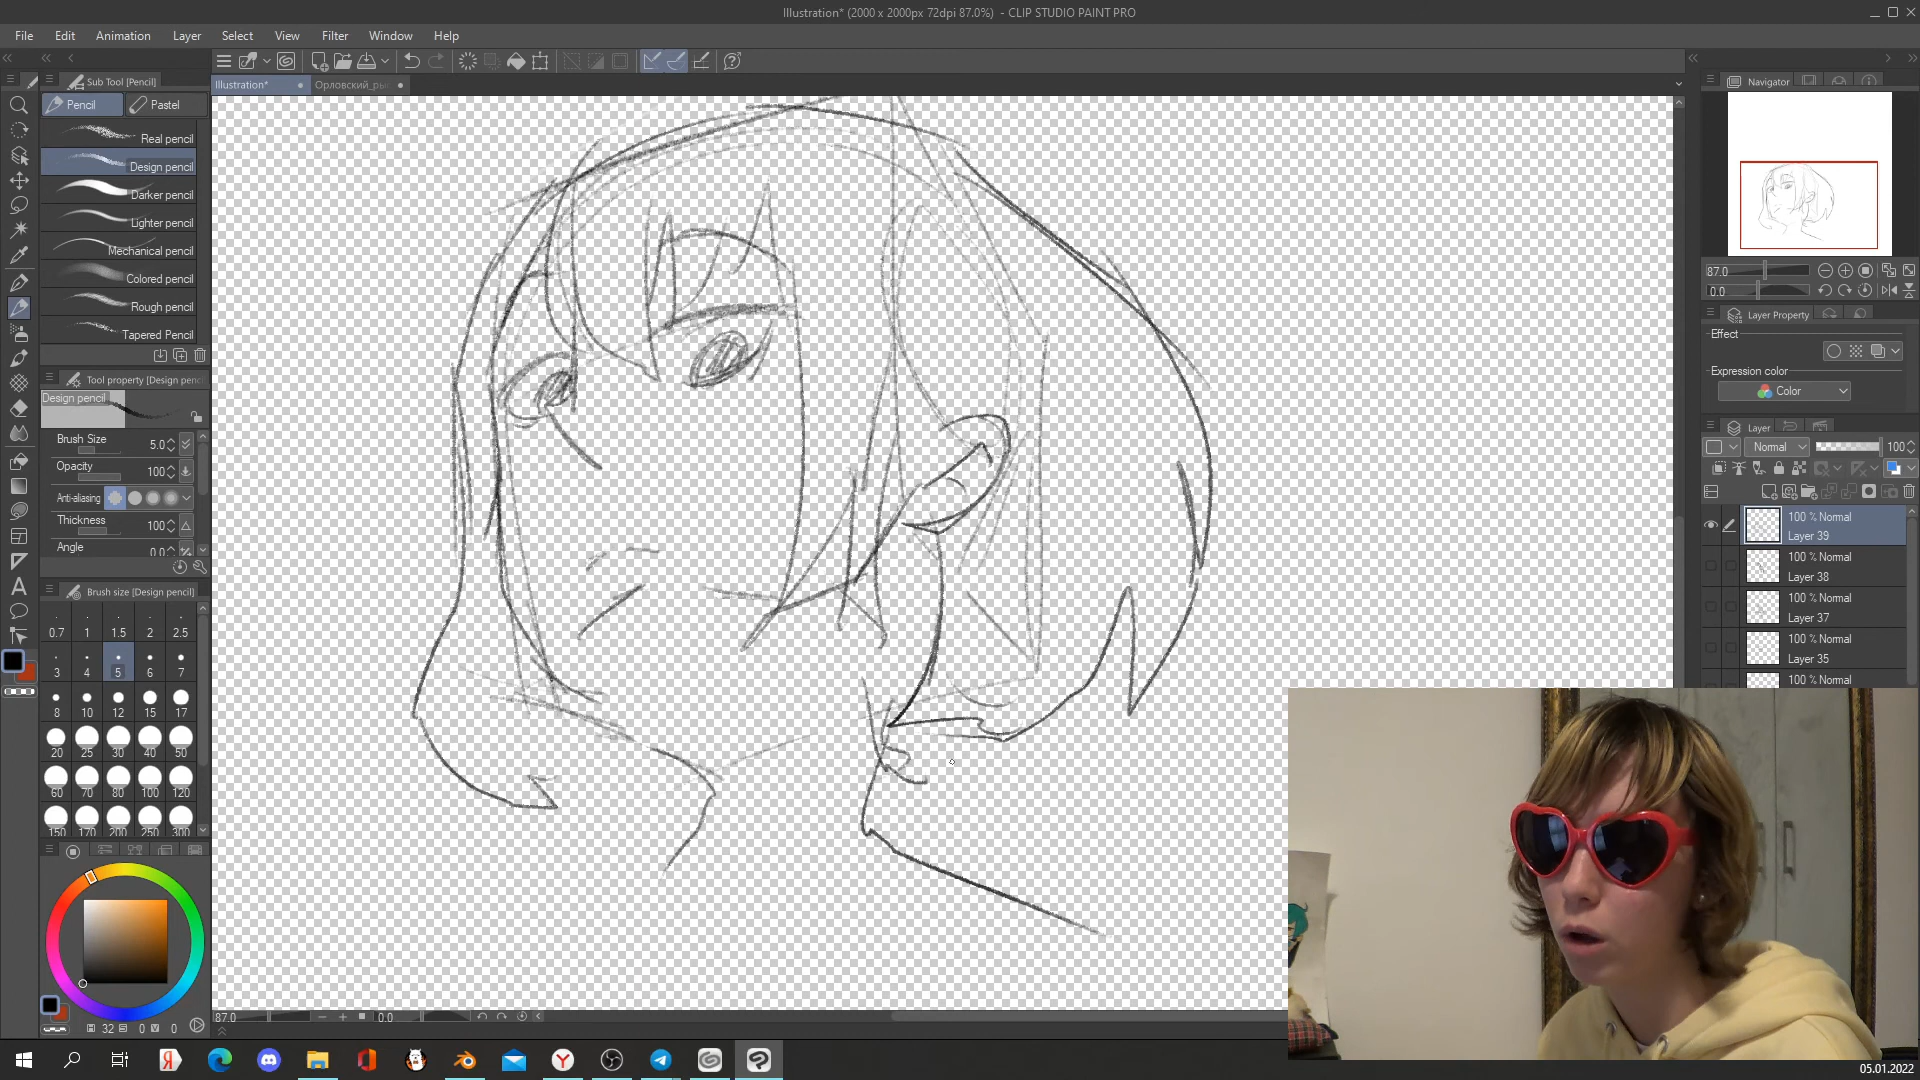 Illustration* (2000 x 2000px 72dpi 87.0%) - CLIP STUDIO PAINT PRO
File Edit Animation Layer Select View Filter Window Help
Sub Tool [Pencil]
Illustration*
Pencil Pastel
Real pencil
Design pencil
Darker pencil
Lighter pencil
Mechanical pencil
Colored pencil
Rough pencil
Tapered Pencil
Tool property [Design penc
Design pencil
Brush Size 5.0
Opacity 100
Anti-aliasing
Thickness 100
Angle 0.0
Brush size [Design pencil]
0.7 1 1.5 2 2.5
3 4 5 6 7
8 10 12 15 17
20 25 30 40 50
60 70 80 100 120
150 170 200 250 300
32 0 0
87.0 0.0
Navigator
87.0
0.0
Layer Property
Effect
Expression color
Color
Layer
Normal 100
100 % Normal
Layer 39
100 % Normal
Layer 38
100 % Normal
Layer 37
100 % Normal
Layer 35
100 % Normal
05.01.2022